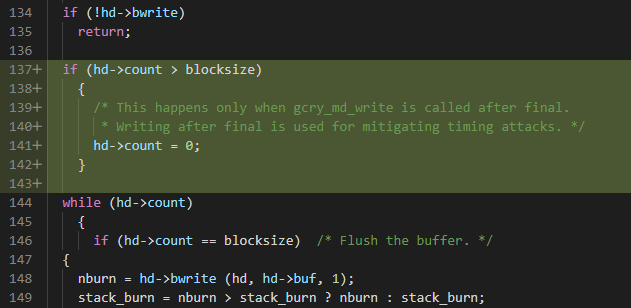 134 if (!hd->bwrite)
135 return;
136
137+ if (hd->count > blocksize)
138+ {
139+ /* This happens only when gcry_md_write is called after final.
140+ * Writing after final is used for mitigating timing attacks. */
141+ hd->count = 0;
142+ }
143+
144 while (hd->count)
145 {
146 if (hd->count == blocksize) /* Flush the buffer. */
147 {
148 nburn = hd->bwrite (hd, hd->buf, 1);
149 stack_burn = nburn > stack_burn ? nburn : stack_burn;